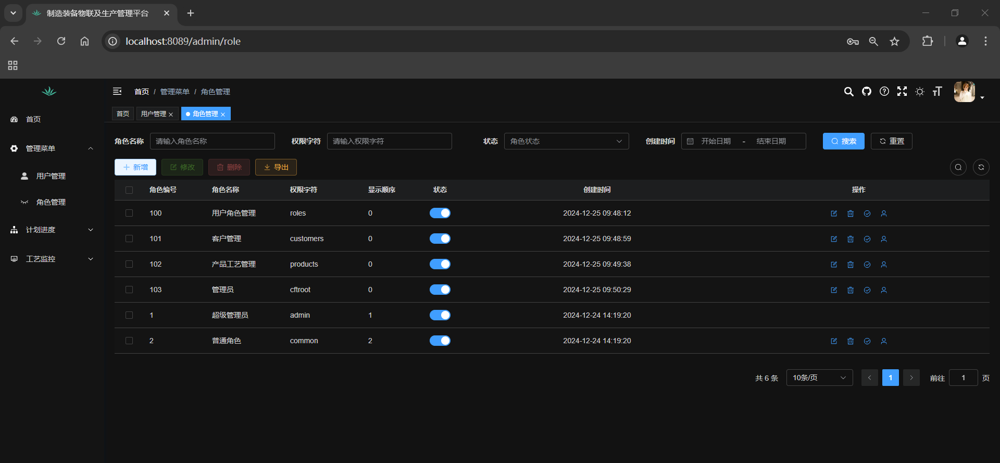 制造装备物联及生产管理平台
localhost:8089/admin/role
首页 / 管理菜单 / 角色管理
首页
管理菜单
用户管理
角色管理
计划进度
工艺监控
首页 用户管理 角色管理
角色名称 请输入角色名称 权限字符 请输入权限字符 状态 角色状态 创建时间 开始日期 - 结束日期 搜索 重置
新增 修改 删除 导出
角色编号 角色名称 权限字符 显示顺序 状态 创建时间 操作
100 用户角色管理 roles 0 2024-12-25 09:48:12
101 客户管理 customers 0 2024-12-25 09:48:59
102 产品工艺管理 products 0 2024-12-25 09:49:38
103 管理员 cftroot 0 2024-12-25 09:50:29
1 超级管理员 admin 1 2024-12-24 14:19:20
2 普通角色 common 2 2024-12-24 14:19:20
共 6 条 10条/页 1 前往 1 页